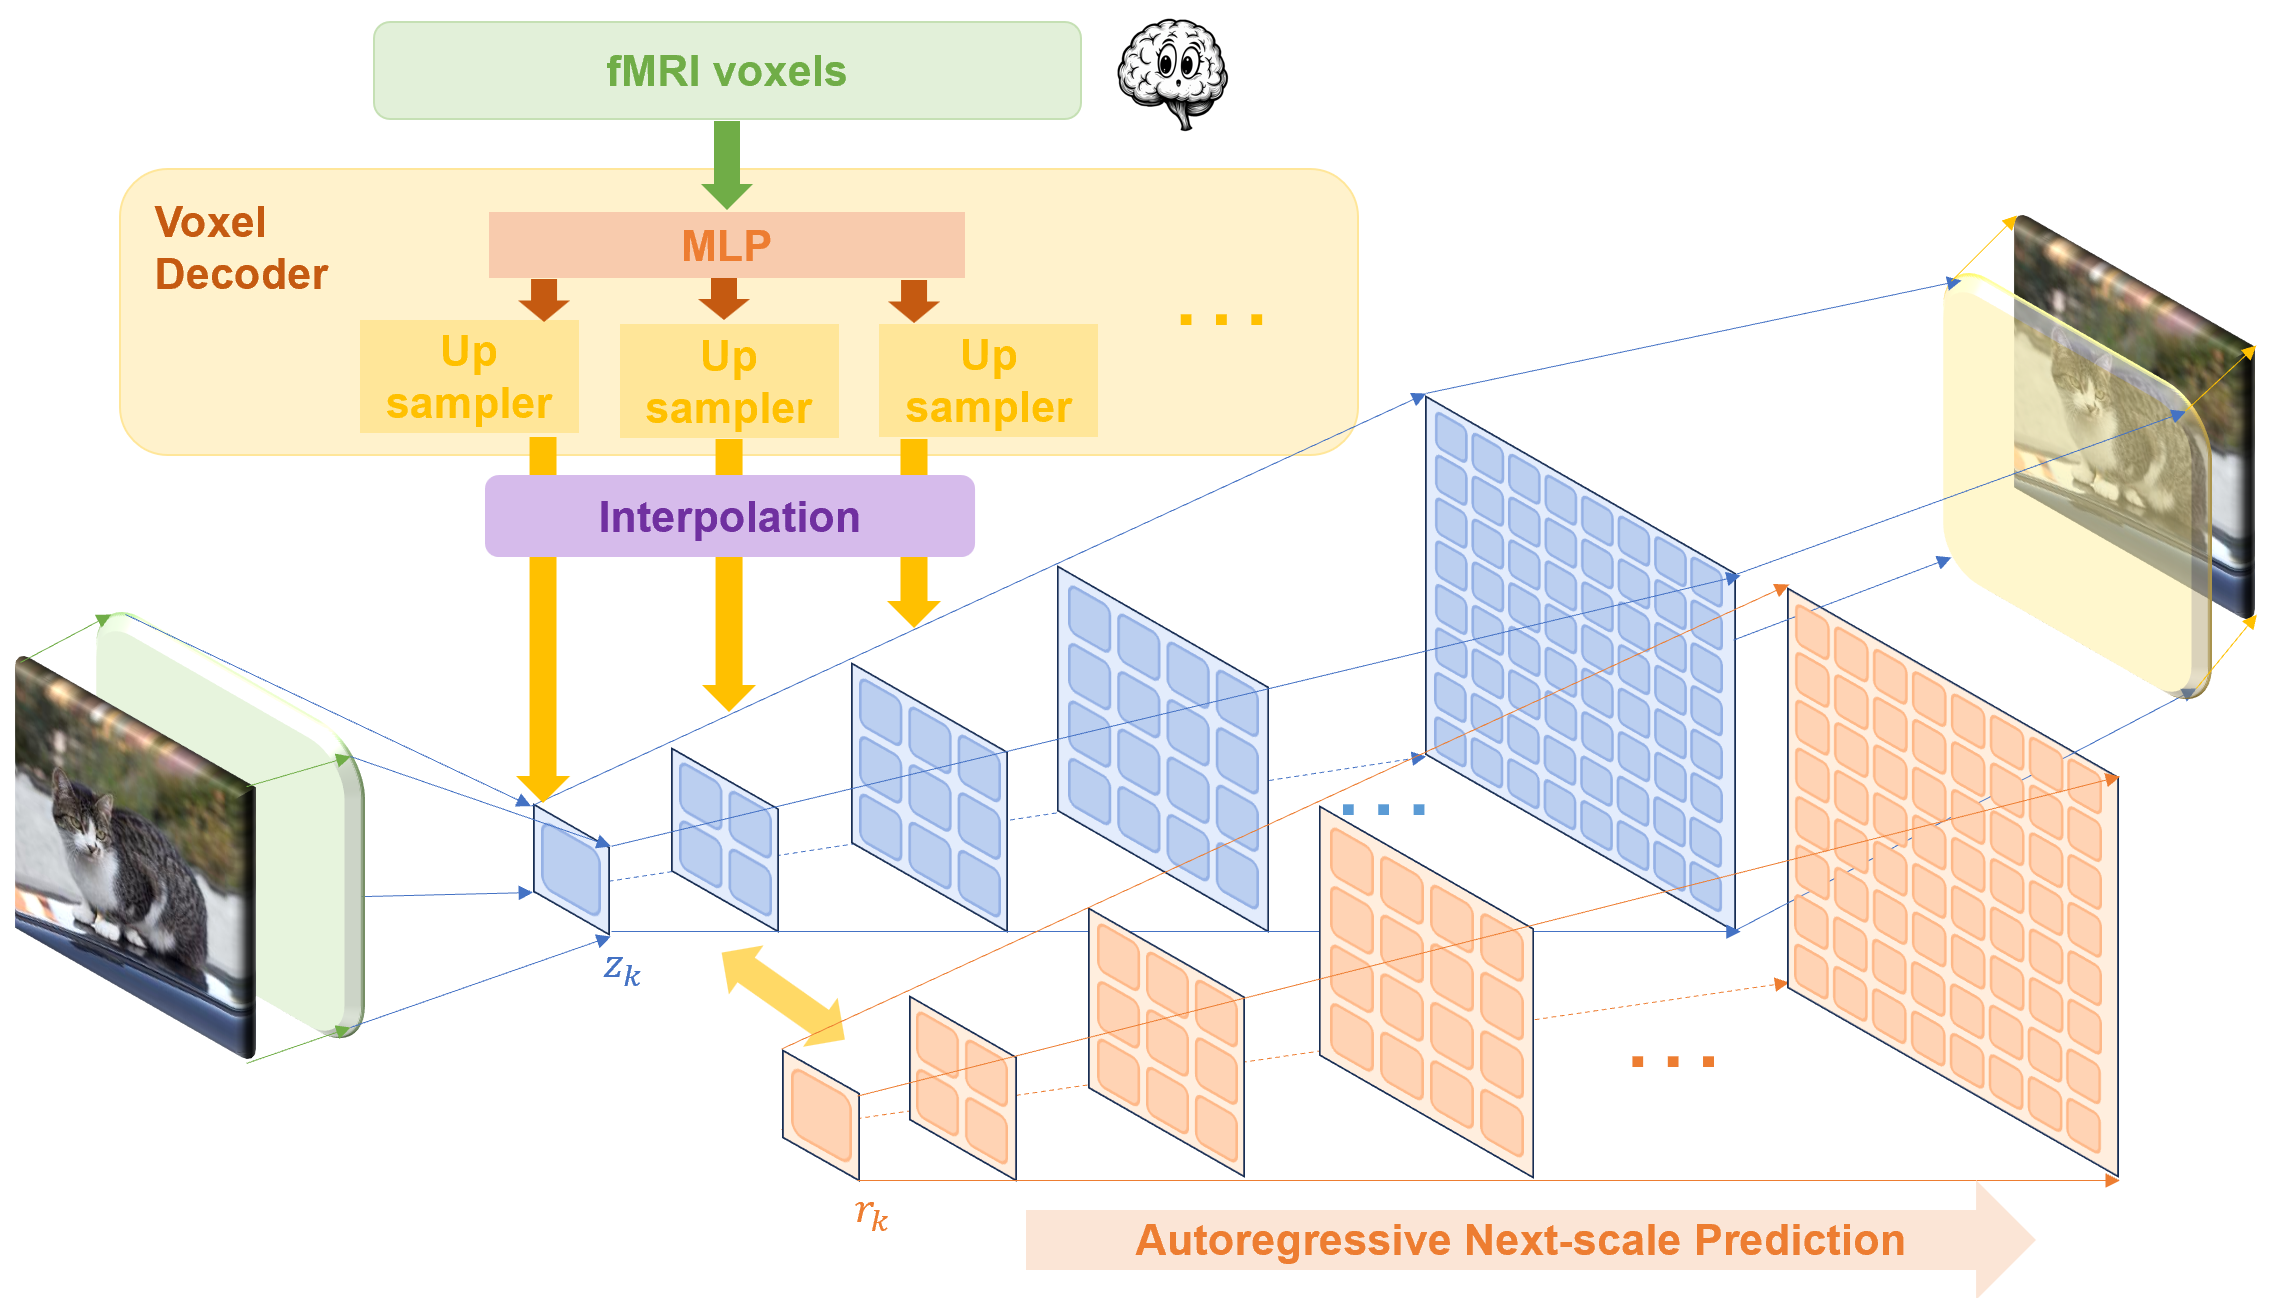 fMRI voxels
Voxel
Decoder
MLP
Up
sampler
Up
sampler
Up
sampler
. . .
Interpolation
. . .
z_k
. . .
r_k
Autoregressive Next-scale Prediction